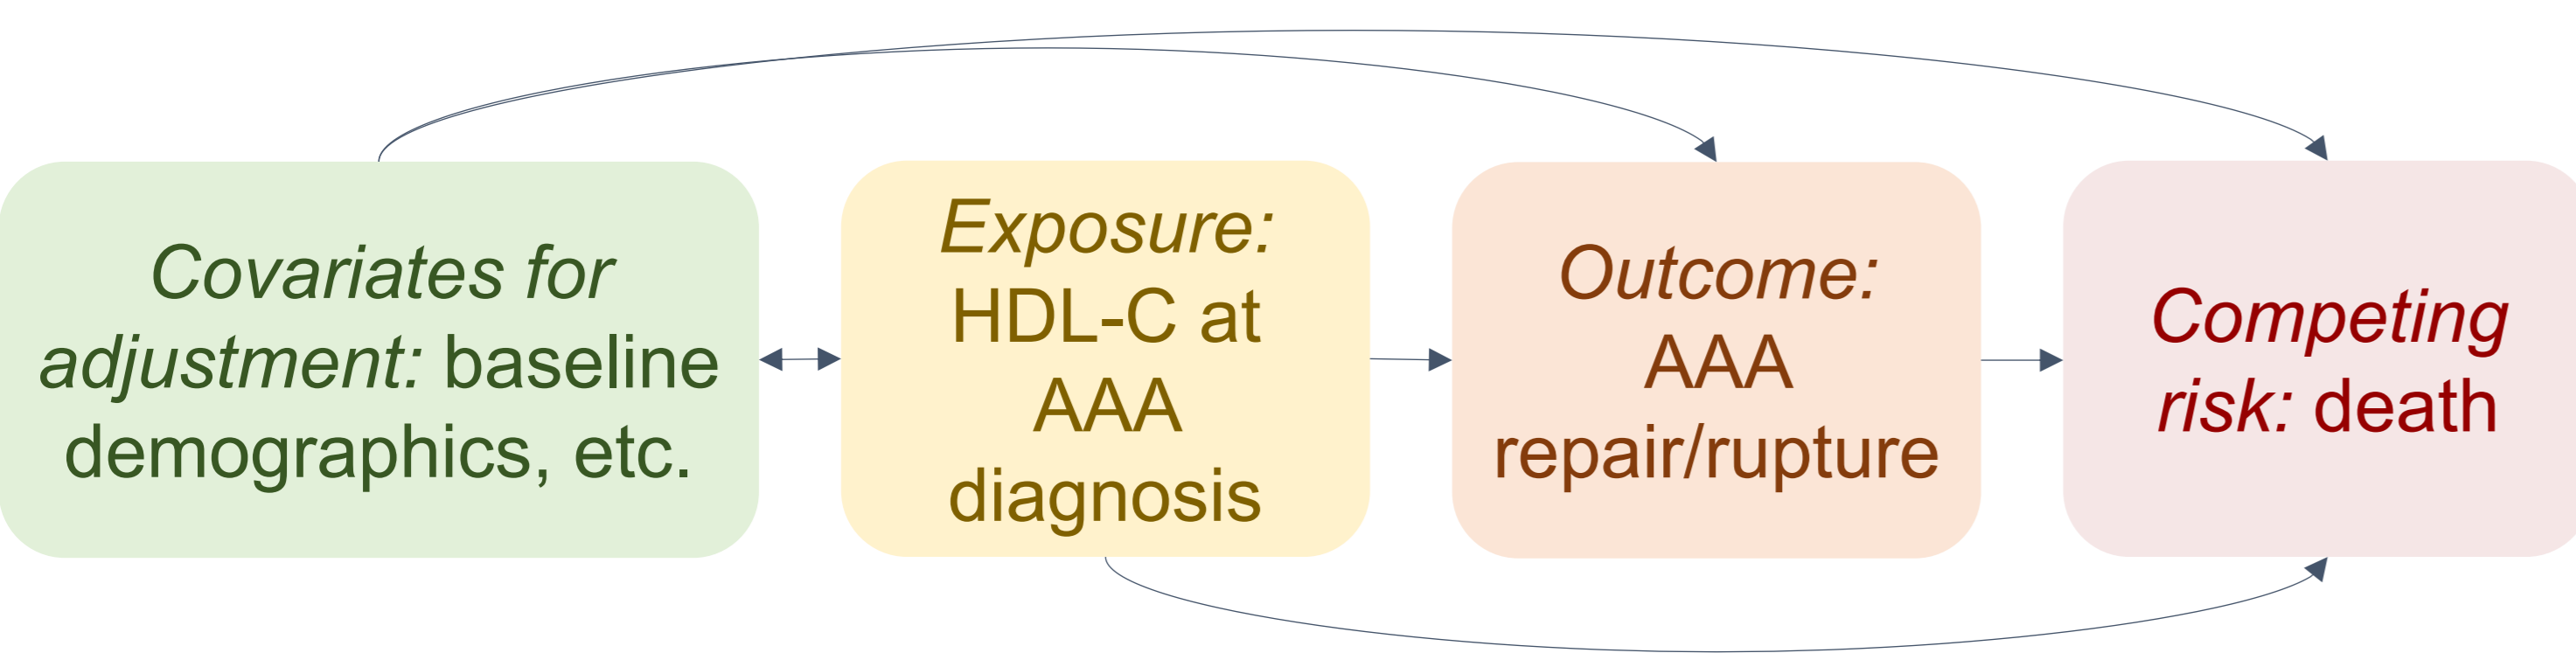 Covariates for
adjustment: baseline
demographics, etc.
Exposure:
HDL-C at
AAA
diagnosis
Outcome:
AAA
repair/rupture
Competing
risk: death